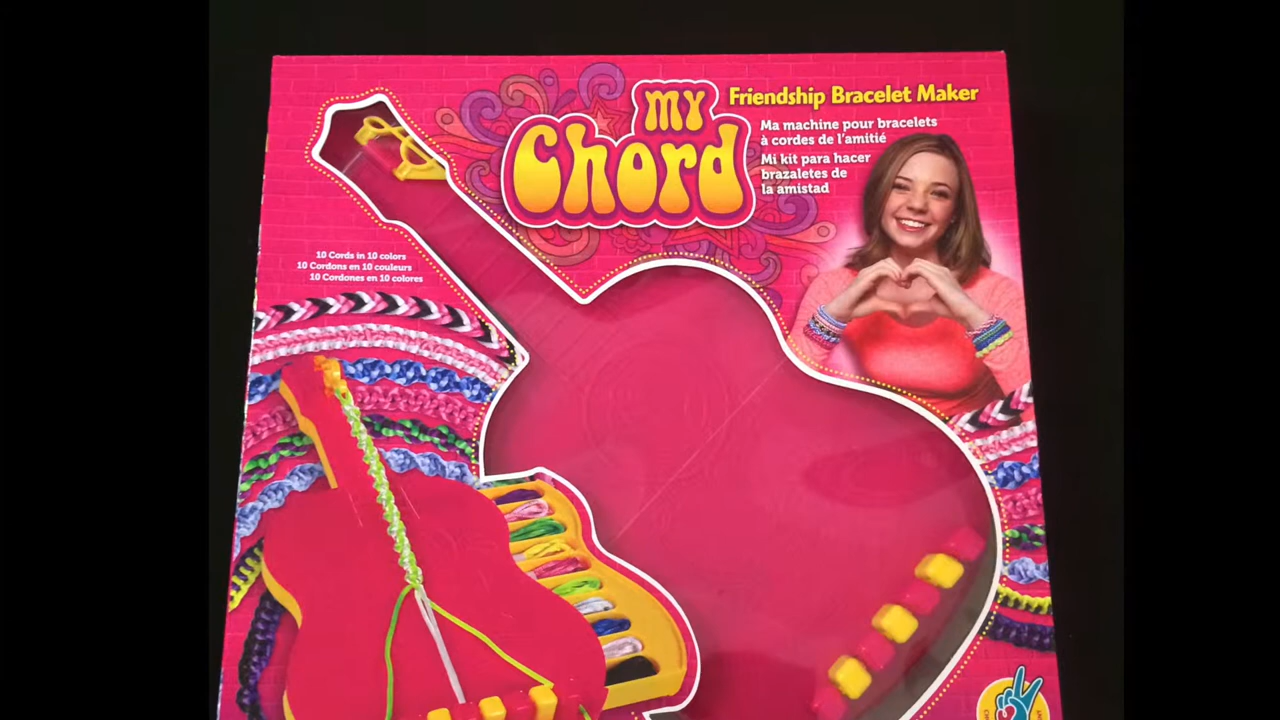 MY
Chord
Friendship Bracelet Maker
Ma machine pour bracelets
à cordes de l'amitié
Mi kit para hacer
brazaletes de
la amistad
10 Cords in 10 colors
10 Cordons en 10 couleurs
10 Cordones en 10 colores